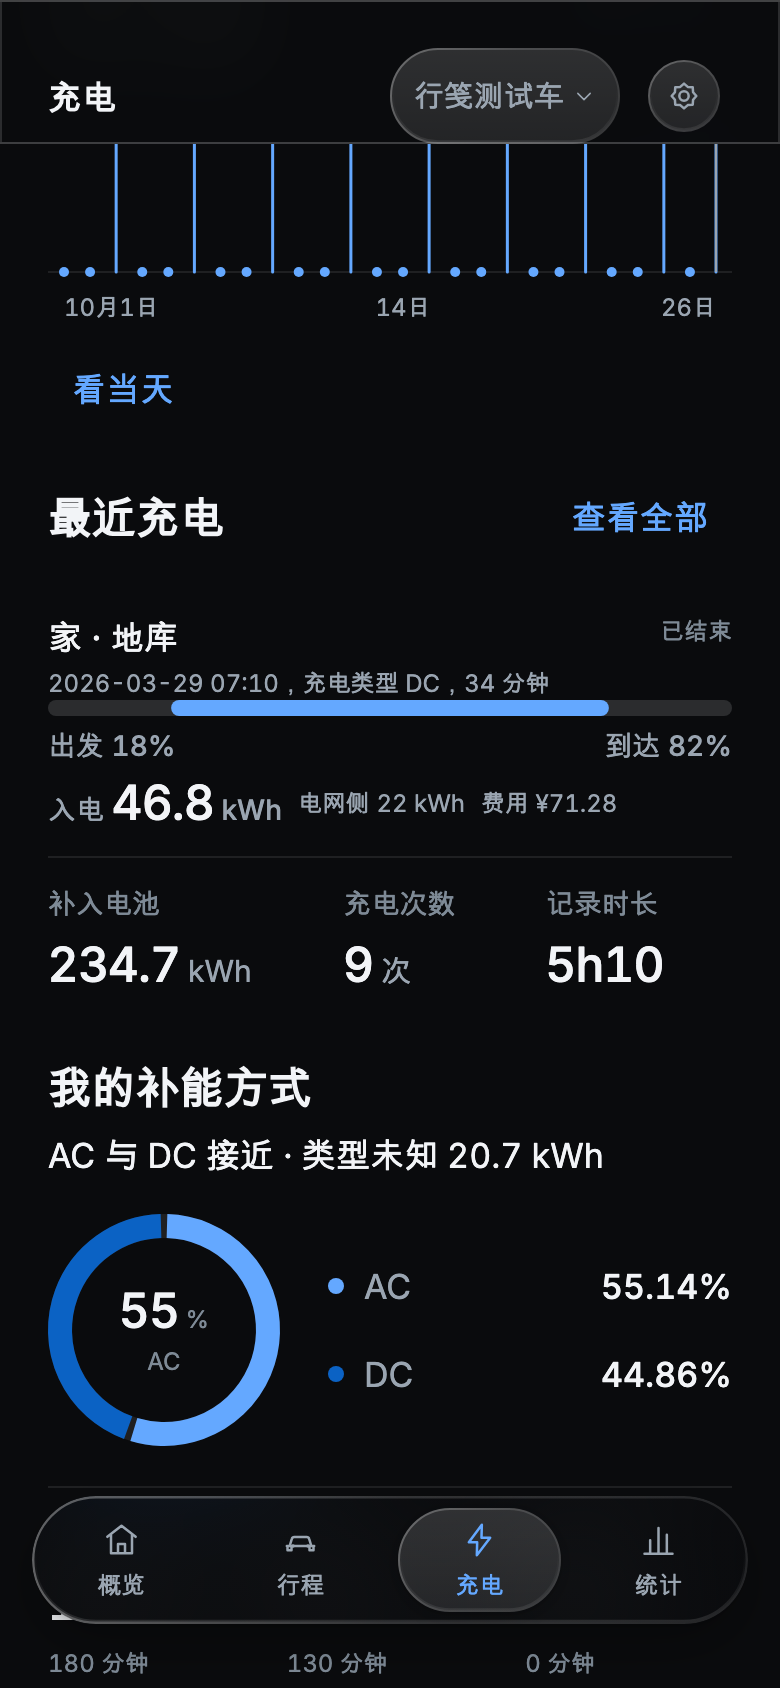 充电
行笺测试车
10月1日 14日 26日
看当天
最近充电 查看全部
家 · 地库 已结束
2026-03-29 07:10，充电类型 DC，34 分钟
出发 18% 到达 82%
入电 46.8 kWh 电网侧 22 kWh 费用 ¥71.28
补入电池 充电次数 记录时长
234.7 kWh 9 次 5h10
我的补能方式
AC 与 DC 接近 · 类型未知 20.7 kWh
55 %
AC
AC 55.14%
DC 44.86%
概览 行程 充电 统计
180 分钟 130 分钟 0 分钟